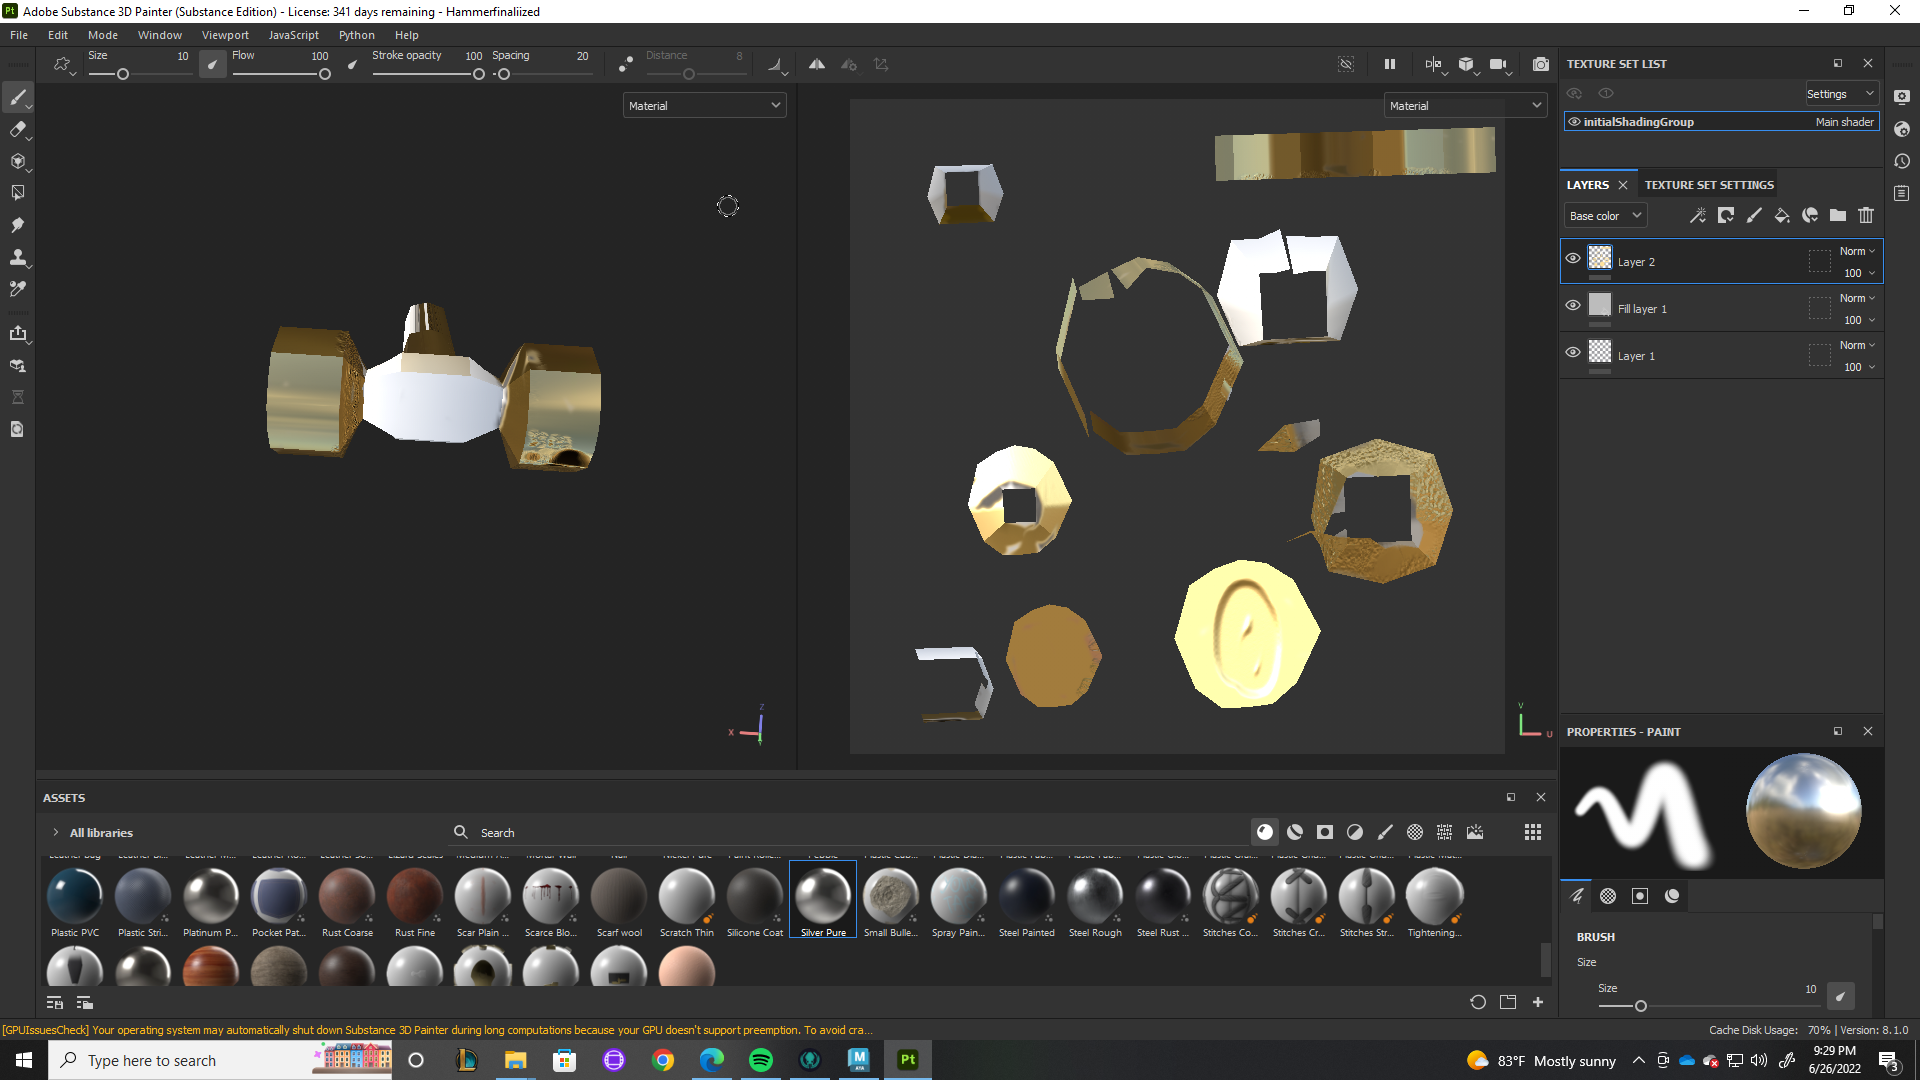 Pt Adobe Substance 3D Painter (Substance Edition) - License: 341 days remaining - Hammerfinaliized
File Edit Mode Window Viewport JavaScript Python Help
Size 10 Flow 100 Stroke opacity 100 Spacing 20 Distance 8
Material
Material
TEXTURE SET LIST
Settings
initialShadingGroup Main shader
LAYERS TEXTURE SET SETTINGS
Base color
Layer 2 Norm 100
Fill layer 1 Norm 100
Layer 1 Norm 100
Z X Y
V U
PROPERTIES - PAINT
BRUSH
Size
Size 10
ASSETS
All libraries Search
Plastic PVC Plastic Stri... Platinum P... Pocket Pat... Rust Coarse Rust Fine Scar Plain ... Scarce Blo... Scarf wool Scratch Thin Silicone Coat Silver Pure Small Bulle... Spray Pain... Steel Painted Steel Rough Steel Rust ... Stitches Co... Stitches Cr... Stitches Str... Tightening...
[GPUIssuesCheck] Your operating system may automatically shut down Substance 3D Painter during long computations because your GPU doesn't support preemption. To avoid cra...
Cache Disk Usage: 70% | Version: 8.1.0
Type here to search
M
Pt
83°F Mostly sunny
9:29 PM
6/26/2022
3